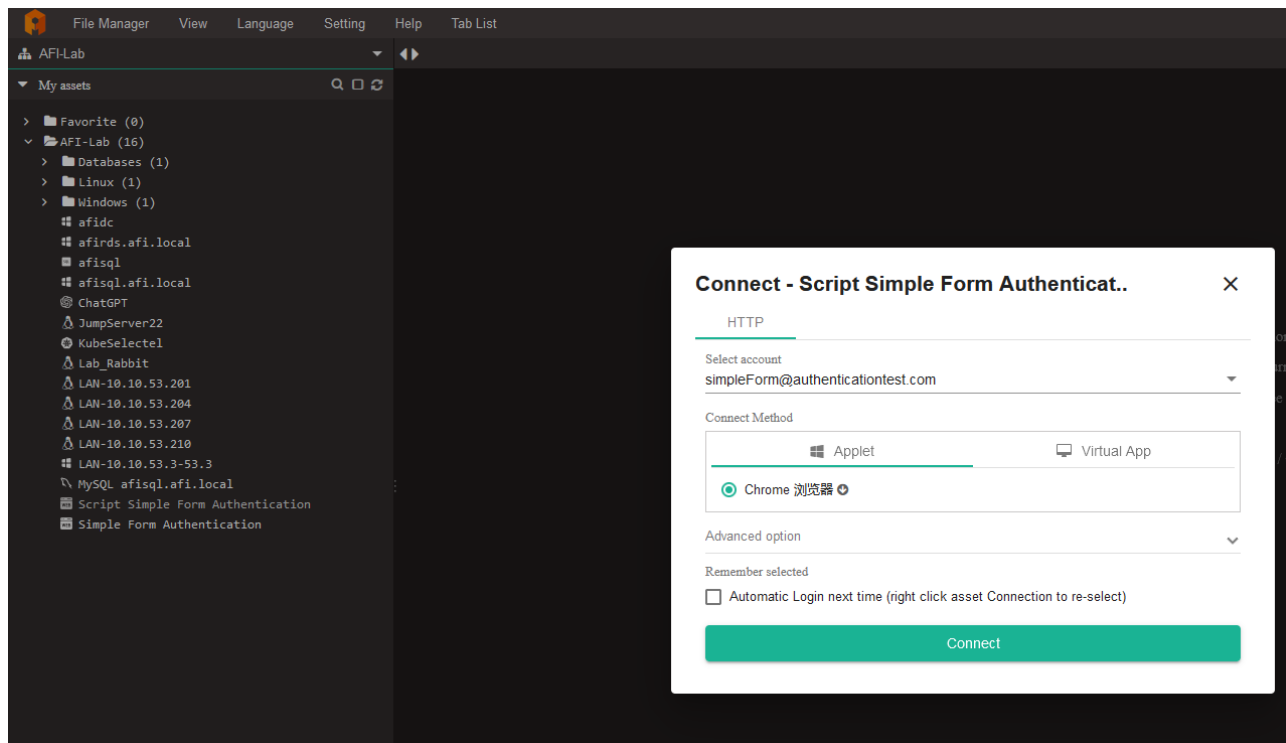 File Manager View Language Setting Help Tab List
AFI-Lab
My assets
Favorite (0)
AFI-Lab (16)
Databases (1)
Linux (1)
Windows (1)
afidc
afirds.afi.local
afisql
afisql.afi.local
ChatGPT
JumpServer22
KubeSelectel
Lab_Rabbit
LAN-10.10.53.201
LAN-10.10.53.204
LAN-10.10.53.207
LAN-10.10.53.210
LAN-10.10.53.3-53.3
MySQL afisql.afi.local
Script Simple Form Authentication
Simple Form Authentication
Connect - Script Simple Form Authenticat..
HTTP
Select account
simpleForm@authenticationtest.com
Connect Method
Applet Virtual App
Chrome 浏览器
Advanced option
Remember selected
Automatic Login next time (right click asset Connection to re-select)
Connect